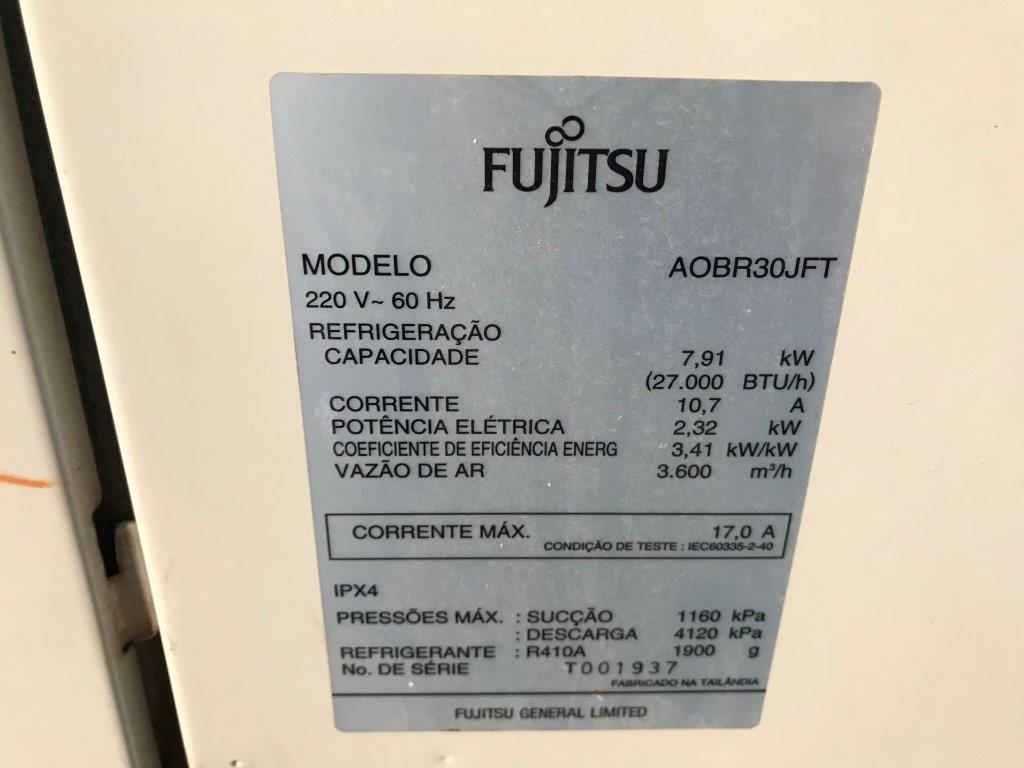 FUJITSU
MODELO AOBR30JFT
220 V~ 60 Hz
REFRIGERAÇÃO
CAPACIDADE 7,91 kW
(27.000 BTU/h)
CORRENTE 10,7 A
POTÊNCIA ELÉTRICA 2,32 kW
COEFICIENTE DE EFICIÊNCIA ENERG 3,41 kW/kW
VAZÃO DE AR 3.600 m³/h
CORRENTE MÁX. 17,0 A
CONDIÇÃO DE TESTE : IEC60335-2-40
IPX4
PRESSÕES MÁX. : SUCÇÃO 1160 kPa
: DESCARGA 4120 kPa
REFRIGERANTE : R410A 1900 g
No. DE SÉRIE T001937
FABRICADO NA TAILÂNDIA
FUJITSU GENERAL LIMITED